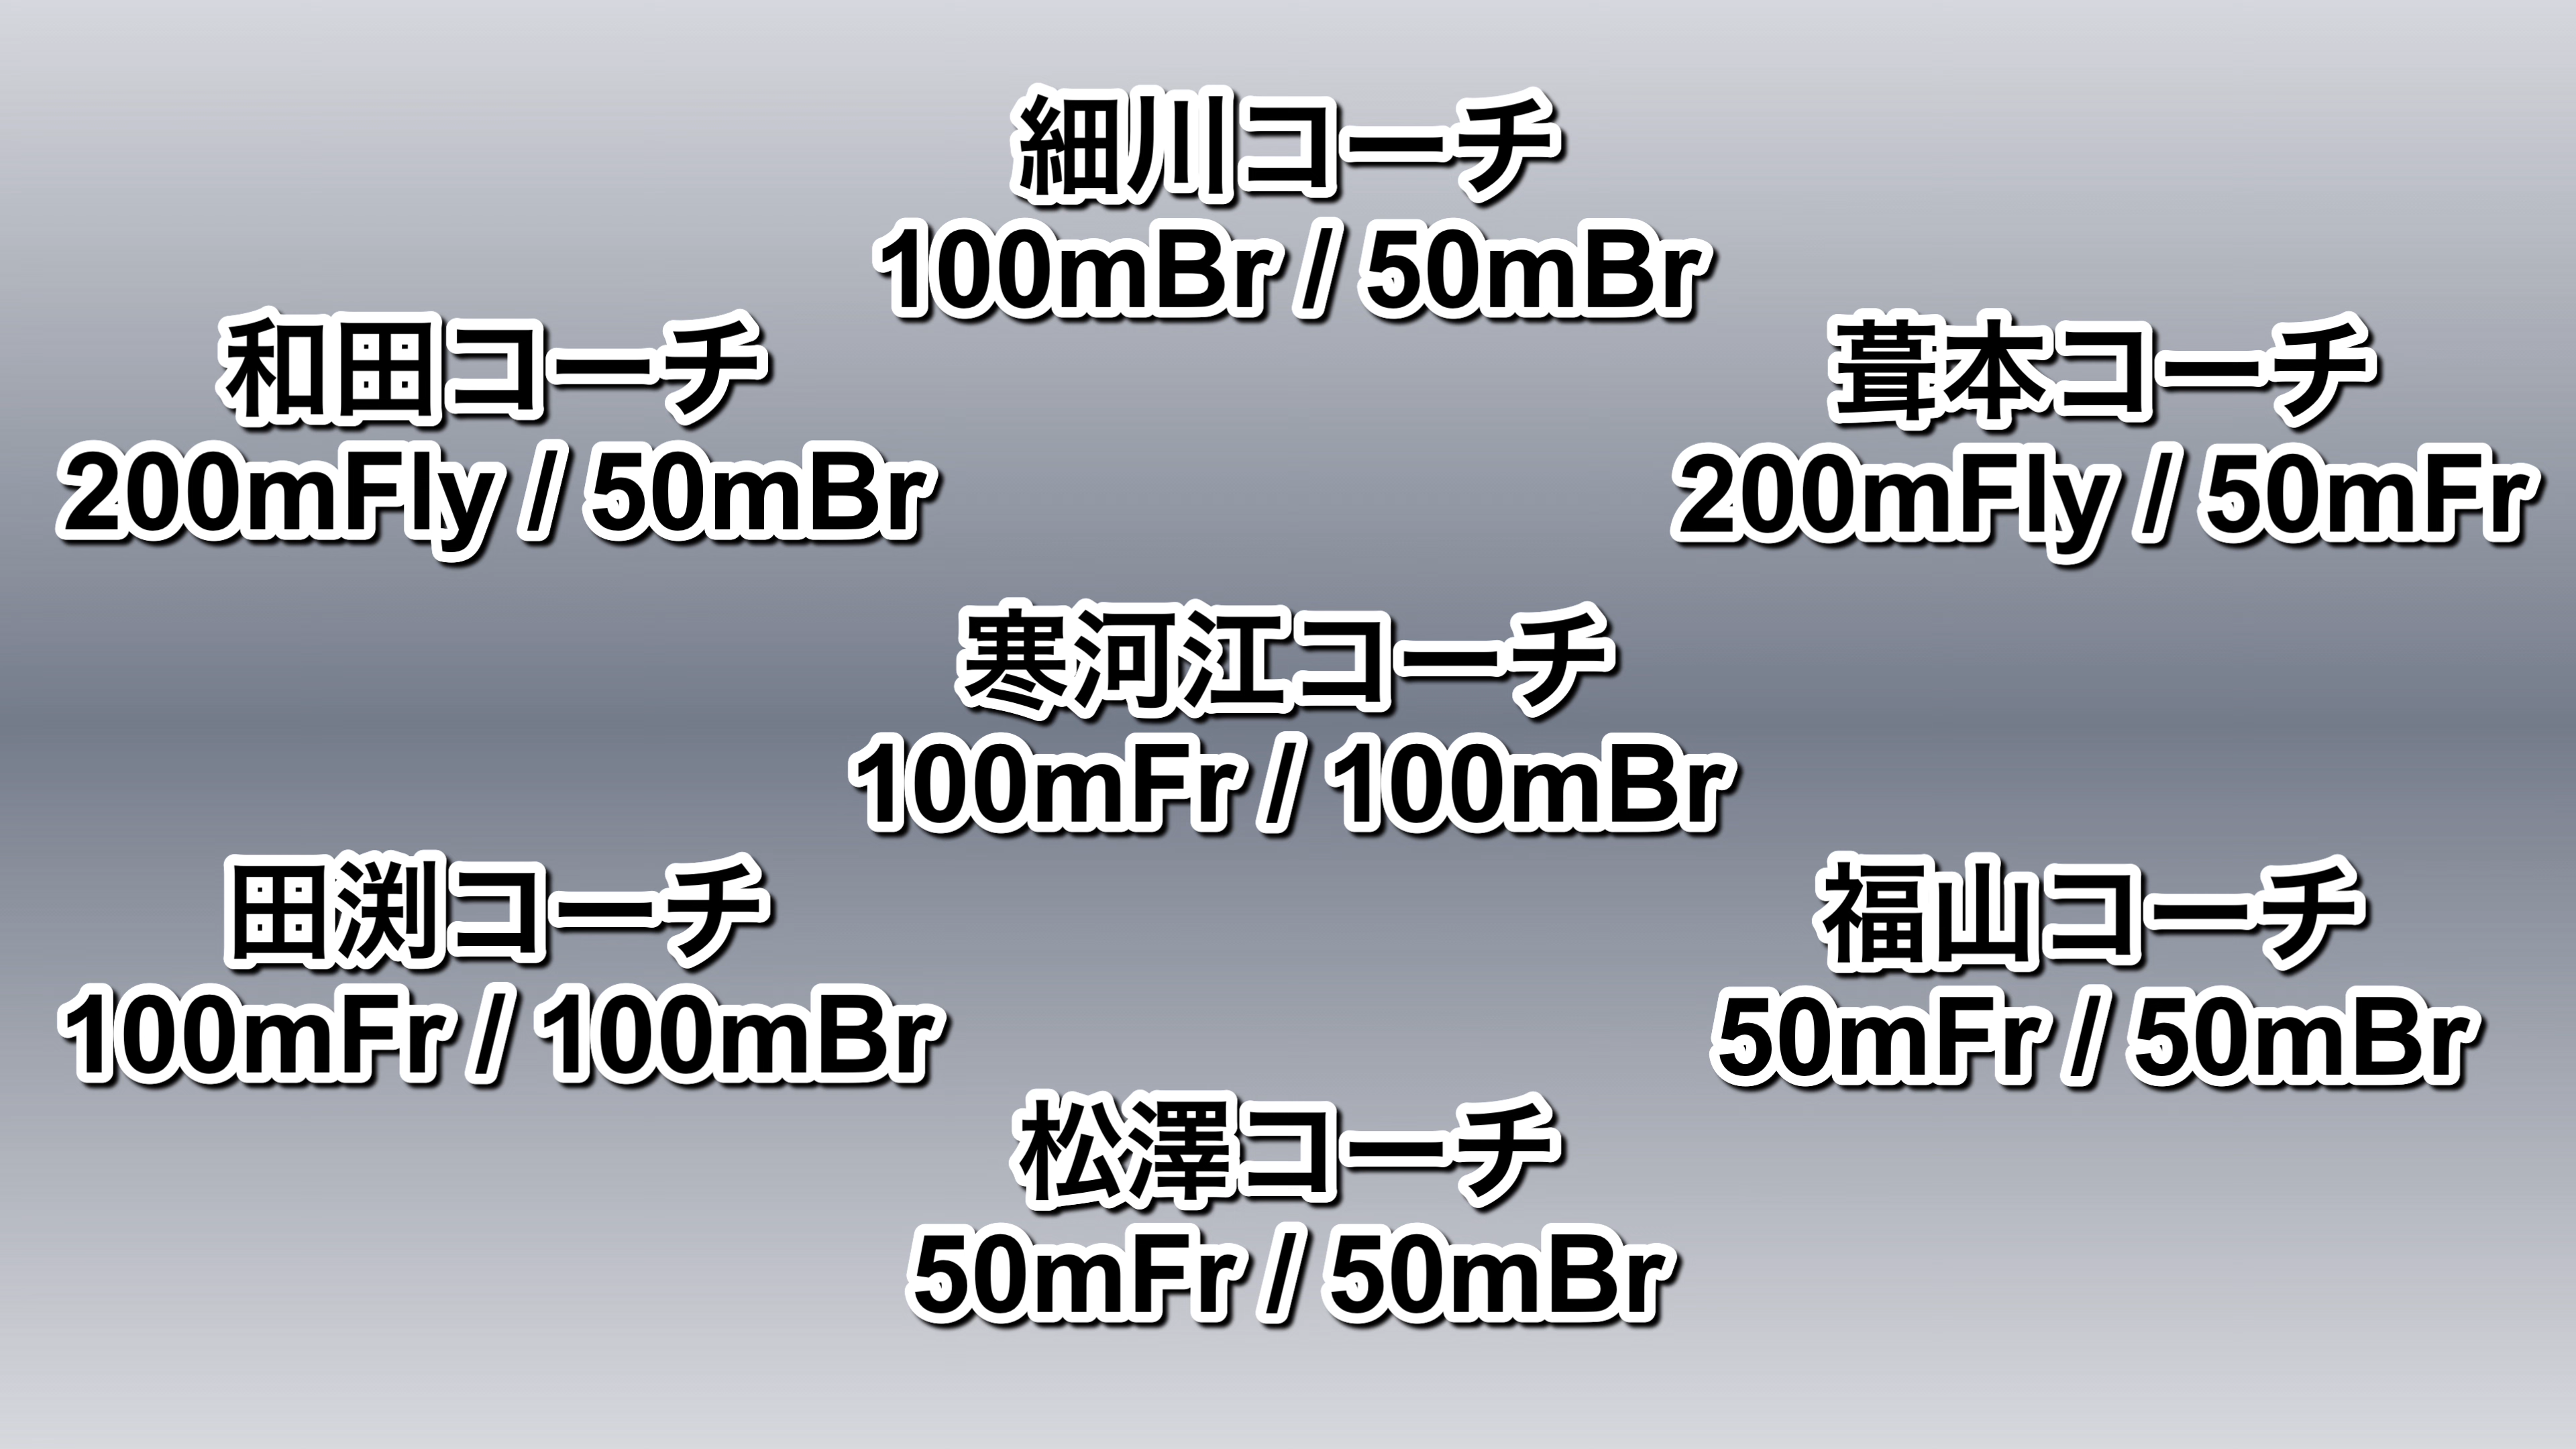 細川コーチ
100mBr / 50mBr
和田コーチ
200mFly / 50mBr
葺本コーチ
200mFly / 50mFr
寒河江コーチ
100mFr / 100mBr
田渕コーチ
100mFr / 100mBr
福山コーチ
50mFr / 50mBr
松澤コーチ
50mFr / 50mBr